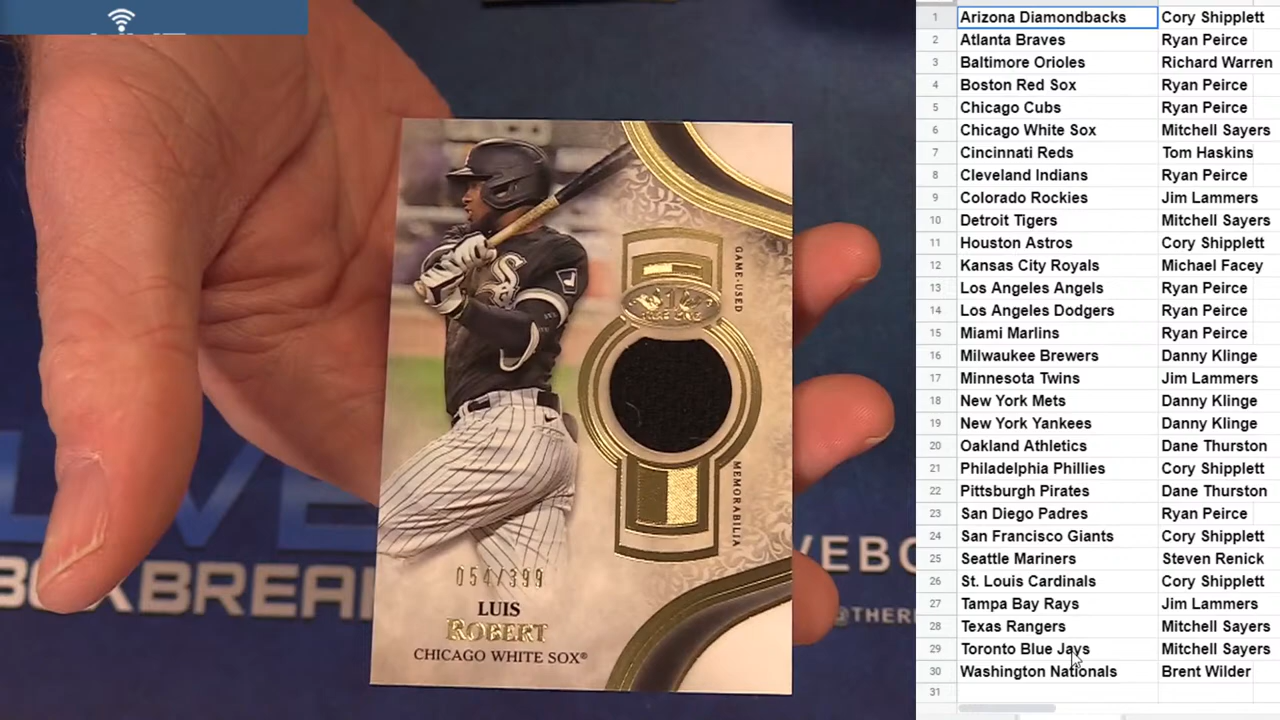 GAME-USED
MEMORABILIA
054/399
LUIS
ROBERT
CHICAGO WHITE SOX®
1 Arizona Diamondbacks Cory Shipplett
2 Atlanta Braves Ryan Peirce
3 Baltimore Orioles Richard Warren
4 Boston Red Sox Ryan Peirce
5 Chicago Cubs Ryan Peirce
6 Chicago White Sox Mitchell Sayers
7 Cincinnati Reds Tom Haskins
8 Cleveland Indians Ryan Peirce
9 Colorado Rockies Jim Lammers
10 Detroit Tigers Mitchell Sayers
11 Houston Astros Cory Shipplett
12 Kansas City Royals Michael Facey
13 Los Angeles Angels Ryan Peirce
14 Los Angeles Dodgers Ryan Peirce
15 Miami Marlins Ryan Peirce
16 Milwaukee Brewers Danny Klinge
17 Minnesota Twins Jim Lammers
18 New York Mets Danny Klinge
19 New York Yankees Danny Klinge
20 Oakland Athletics Dane Thurston
21 Philadelphia Phillies Cory Shipplett
22 Pittsburgh Pirates Dane Thurston
23 San Diego Padres Ryan Peirce
24 San Francisco Giants Cory Shipplett
25 Seattle Mariners Steven Renick
26 St. Louis Cardinals Cory Shipplett
27 Tampa Bay Rays Jim Lammers
28 Texas Rangers Mitchell Sayers
29 Toronto Blue Jays Mitchell Sayers
30 Washington Nationals Brent Wilder
31